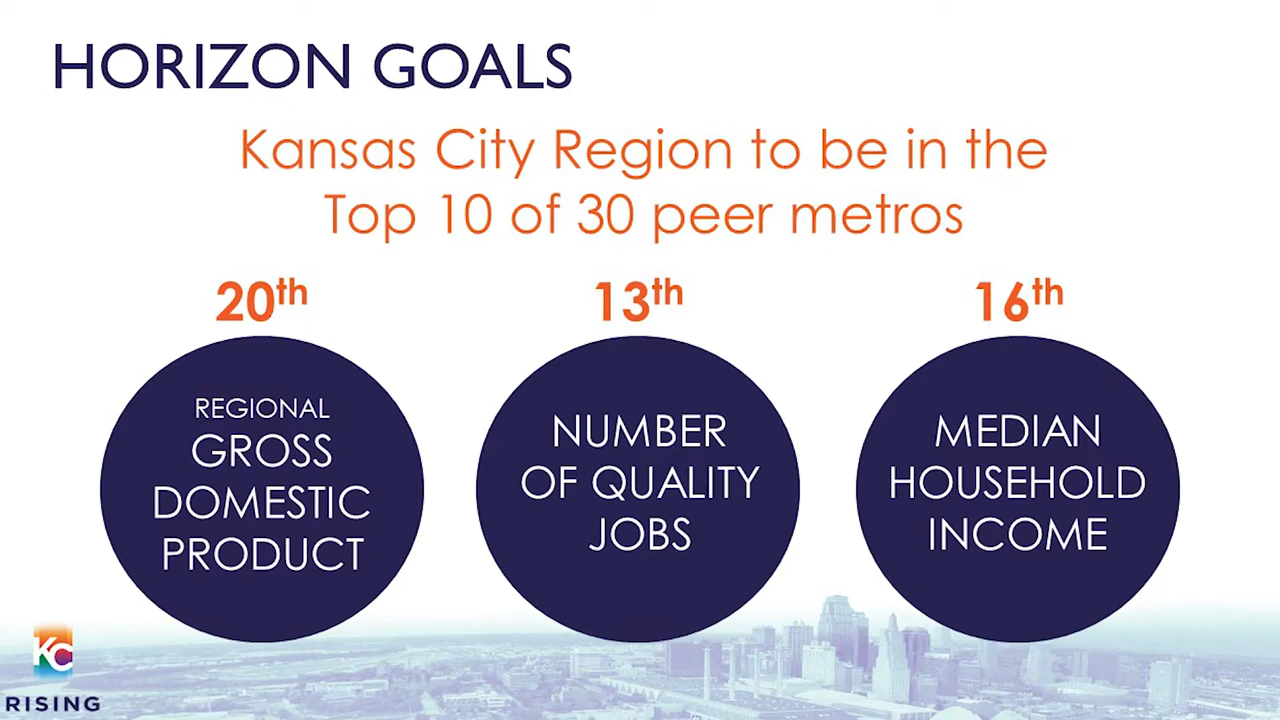 HORIZON GOALS
Kansas City Region to be in the
Top 10 of 30 peer metros
20th
REGIONAL
GROSS
DOMESTIC
PRODUCT
13th
NUMBER
OF QUALITY
JOBS
16th
MEDIAN
HOUSEHOLD
INCOME
KC
RISING